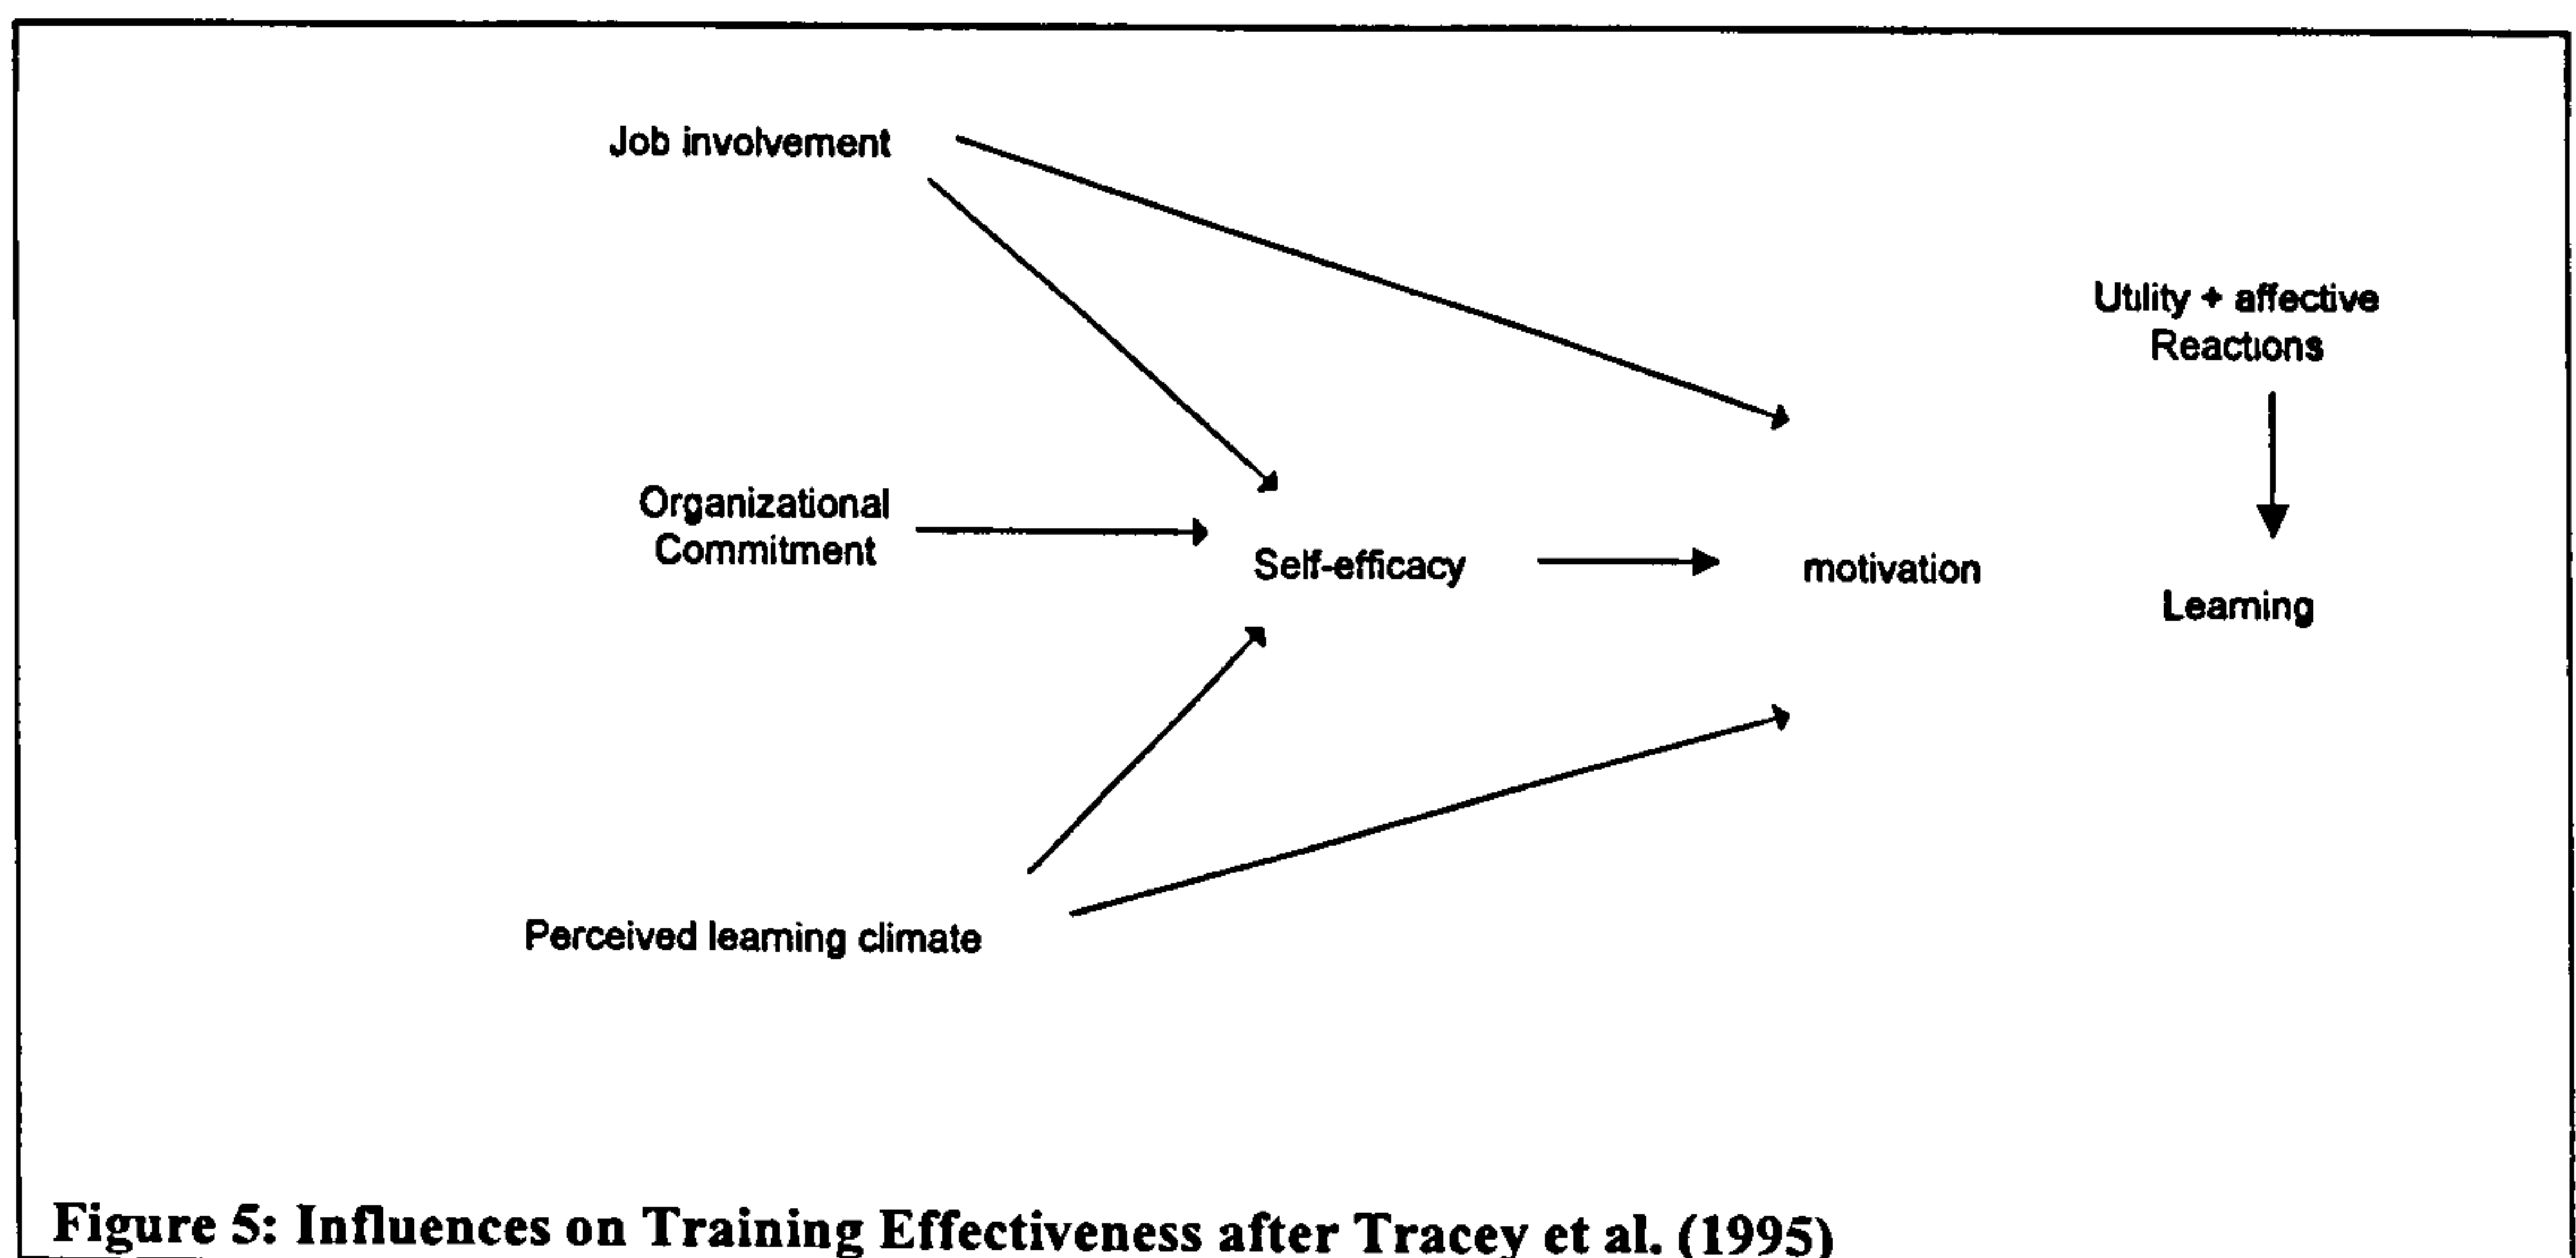 Job involvement
Utility + affective
Reactions
Organizational
Commitment
Self-efficacy
motivation
Learning
Perceived learning climate
Figure 5: Influences on Training Effectiveness after Tracey et al. (1995)